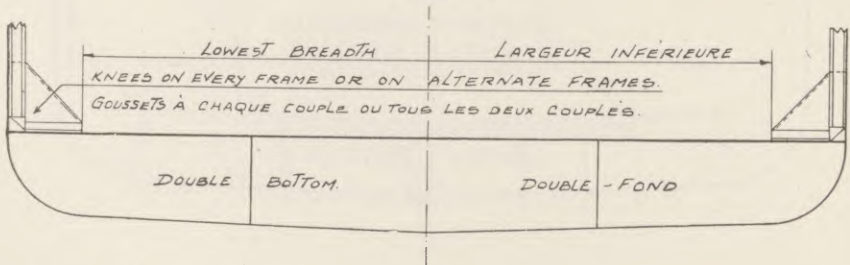 LOWEST BREADTH LARGEUR INFÉRIEURE
KNEES ON EVERY FRAME OR ON ALTERNATE FRAMES.
GOUSSETS À CHAQUE COUPLE OU TOUS LES DEUX COUPLES.
DOUBLE BOTTOM. DOUBLE-FOND